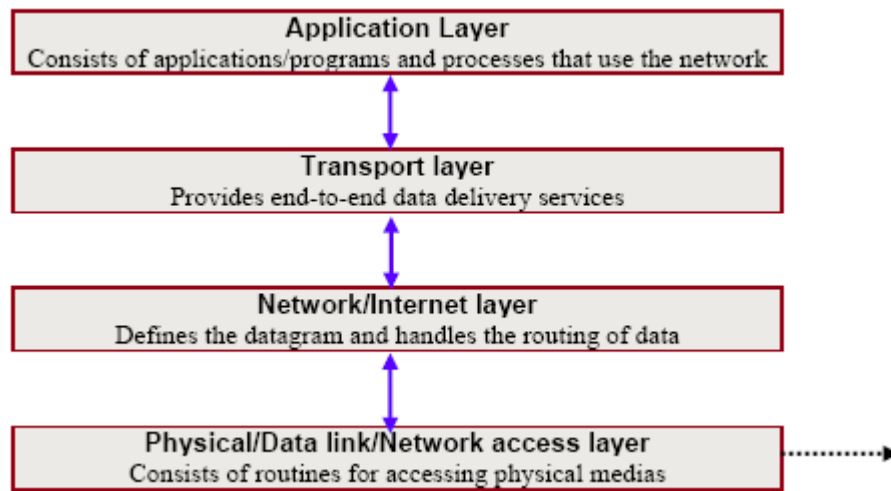 Application Layer
Consists of applications/programs and processes that use the network
Transport layer
Provides end-to-end data delivery services
Network/Internet layer
Defines the datagram and handles the routing of data
Physical/Data link/Network access layer
Consists of routines for accessing physical medias